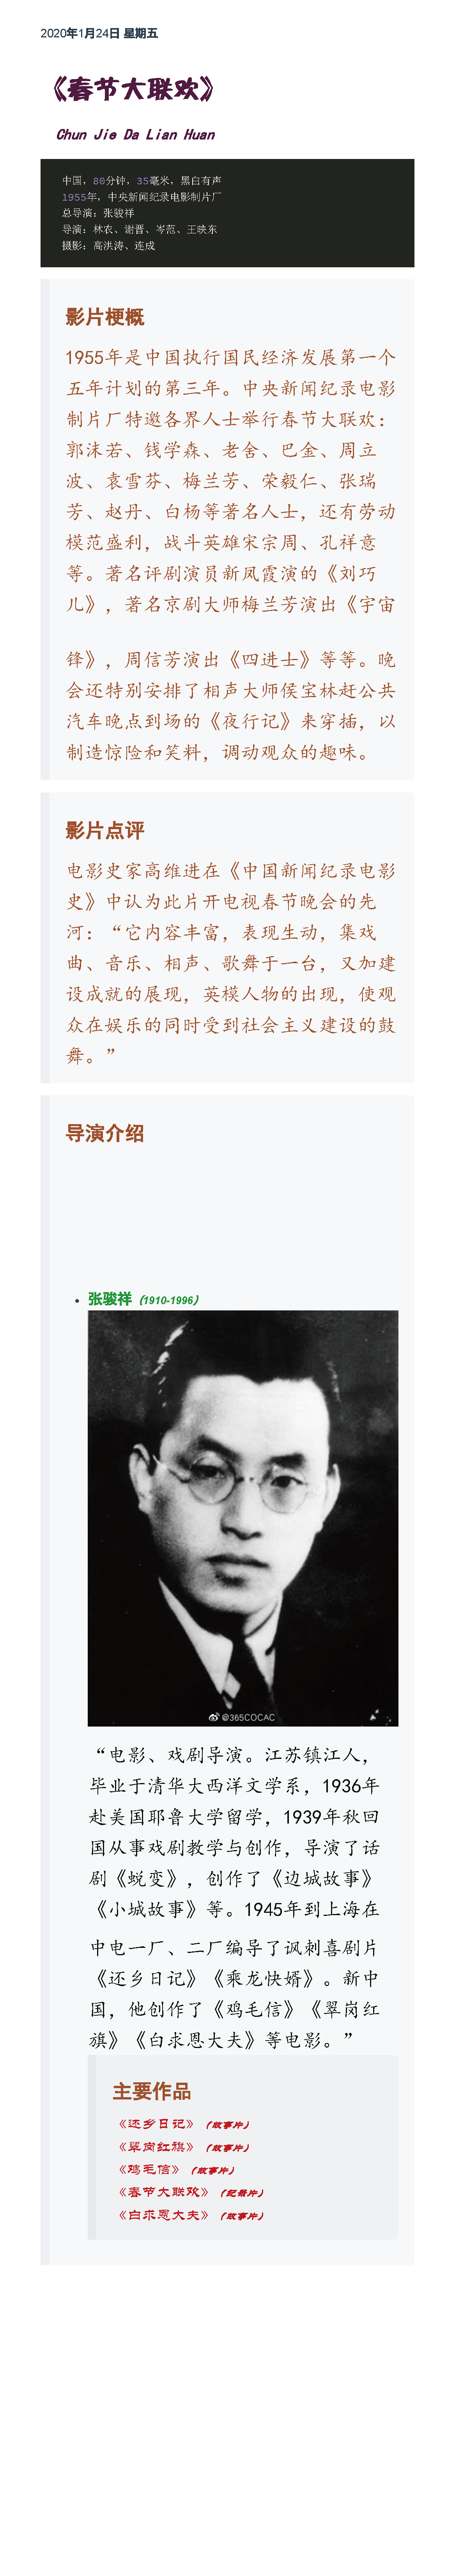 2020年1月24日 星期五
《春节大联欢》
Chun Jie Da Lian Huan
中国，80分钟，35毫米，黑白有声
1955年，中央新闻纪录电影制片厂
总导演：张骏祥
导演：林农、谢晋、岑范、王映东
摄影：高洪涛、连成
影片梗概
1955年是中国执行国民经济发展第一个
五年计划的第三年。中央新闻纪录电影
制片厂特邀各界人士举行春节大联欢：
郭沫若、钱学森、老舍、巴金、周立
波、袁雪芬、梅兰芳、荣毅仁、张瑞
芳、赵丹、白杨等著名人士，还有劳动
模范盛利，战斗英雄宋宗周、孔祥意
等。著名评剧演员新凤霞演的《刘巧
儿》，著名京剧大师梅兰芳演出《宇宙
锋》，周信芳演出《四进士》等等。晚
会还特别安排了相声大师侯宝林赶公共
汽车晚点到场的《夜行记》来穿插，以
制造惊险和笑料，调动观众的趣味。
影片点评
电影史家高维进在《中国新闻纪录电影
史》中认为此片开电视春节晚会的先
河：“它内容丰富，表现生动，集戏
曲、音乐、相声、歌舞于一台，又加建
设成就的展现，英模人物的出现，使观
众在娱乐的同时受到社会主义建设的鼓
舞。”
导演介绍
• 张骏祥（1910-1996）
@365COCAC
“电影、戏剧导演。江苏镇江人，
毕业于清华大西洋文学系，1936年
赴美国耶鲁大学留学，1939年秋回
国从事戏剧教学与创作，导演了话
剧《蜕变》，创作了《边城故事》
《小城故事》等。1945年到上海在
中电一厂、二厂编导了讽刺喜剧片
《还乡日记》《乘龙快婿》。新中
国，他创作了《鸡毛信》《翠岗红
旗》《白求恩大夫》等电影。”
主要作品
《还乡日记》（故事片）
《翠岗红旗》（故事片）
《鸡毛信》（故事片）
《春节大联欢》（纪录片）
《白求恩大夫》（故事片）